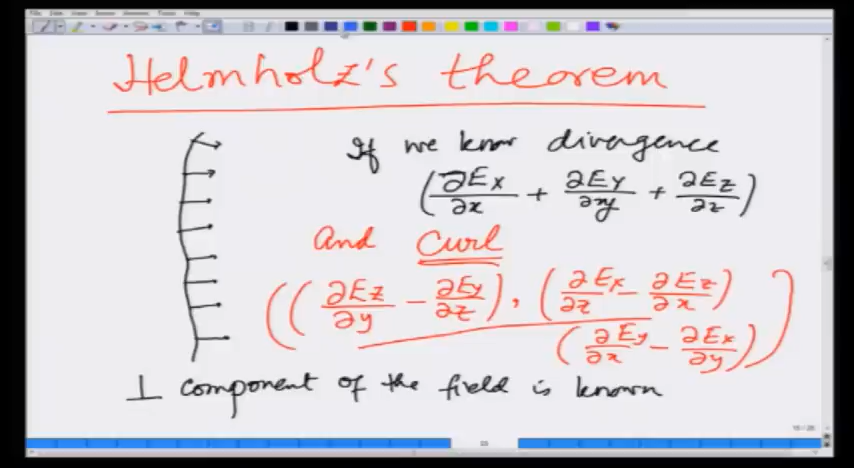 Helmholz's theorem
If we know divergence
(∂Ex/∂x + ∂Ey/∂y + ∂Ez/∂z)
And Curl
((∂Ez/∂y − ∂Ey/∂z), (∂Ex/∂z − ∂Ez/∂x)
(∂Ey/∂x − ∂Ex/∂y))
⊥ component of the field is known